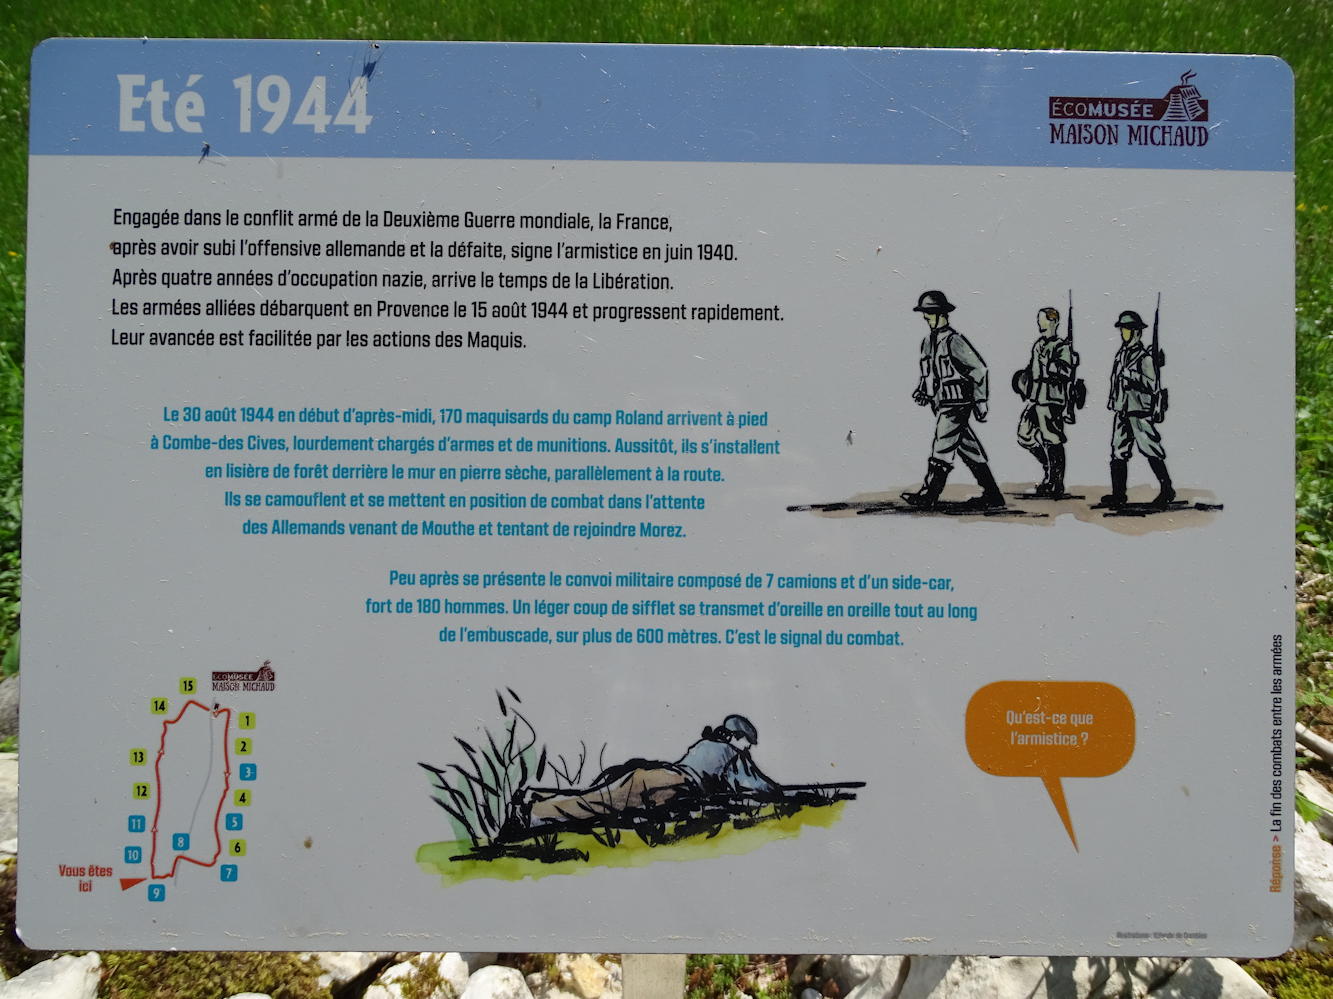 Eté 1944
ÉCOMUSÉE
MAISON MICHAUD
Engagée dans le conflit armé de la Deuxième Guerre mondiale, la France,
après avoir subi l'offensive allemande et la défaite, signe l'armistice en juin 1940.
Après quatre années d'occupation nazie, arrive le temps de la Libération.
Les armées alliées débarquent en Provence le 15 août 1944 et progressent rapidement.
Leur avancée est facilitée par les actions des Maquis.
Le 30 août 1944 en début d'après-midi, 170 maquisards du camp Roland arrivent à pied
à Combe-des Cives, lourdement chargés d'armes et de munitions. Aussitôt, ils s'installent
en lisière de forêt derrière le mur en pierre sèche, parallèlement à la route.
Ils se camouflent et se mettent en position de combat dans l'attente
des Allemands venant de Mouthe et tentant de rejoindre Morez.
Peu après se présente le convoi militaire composé de 7 camions et d'un side-car,
fort de 180 hommes. Un léger coup de sifflet se transmet d'oreille en oreille tout au long
de l'embuscade, sur plus de 600 mètres. C'est le signal du combat.
ÉCOMUSÉE
MAISON MICHAUD
15
14
1
2
13
3
12
4
11
5
8
6
10
7
9
Vous êtes
ici
Qu'est-ce que
l'armistice ?
Réponse > La fin des combats entre les armées